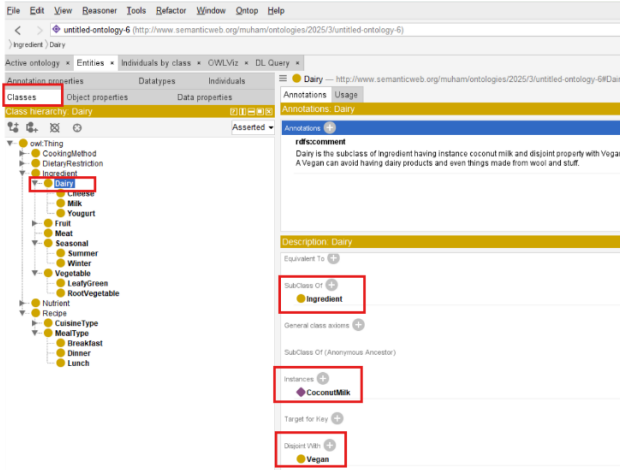 File Edit View Reasoner Tools Refactor Window Ontop Help
untitled-ontology-6 (http://www.semanticweb.org/muham/ontologies/2025/3/untitled-ontology-6)
Ingredient Dairy
Active ontology × Entities × Individuals by class × OWLViz × DL Query ×
Annotation properties Datatypes Individuals
Classes Object properties Data properties
Class hierarchy: Dairy
Asserted
owl:Thing
CookingMethod
DietaryRestriction
Ingredient
Dairy
Cheese
Milk
Yougurt
Fruit
Meat
Seasonal
Summer
Winter
Vegetable
LeafyGreen
RootVegetable
Nutrient
Recipe
CuisineType
MealType
Breakfast
Dinner
Lunch
Dairy — http://www.semanticweb.org/muham/ontologies/2025/3/untitled-ontology-6#Dair
Annotations Usage
Annotations: Dairy
Annotations
rdfs:comment
Dairy is the subclass of Ingredient having instance coconut milk and disjoint property with Vegan
A Vegan can avoid having dairy products and even things made from wool and stuff.
Description: Dairy
Equivalent To
SubClass Of
Ingredient
General class axioms
SubClass Of (Anonymous Ancestor)
Instances
CoconutMilk
Target for Key
Disjoint With
Vegan